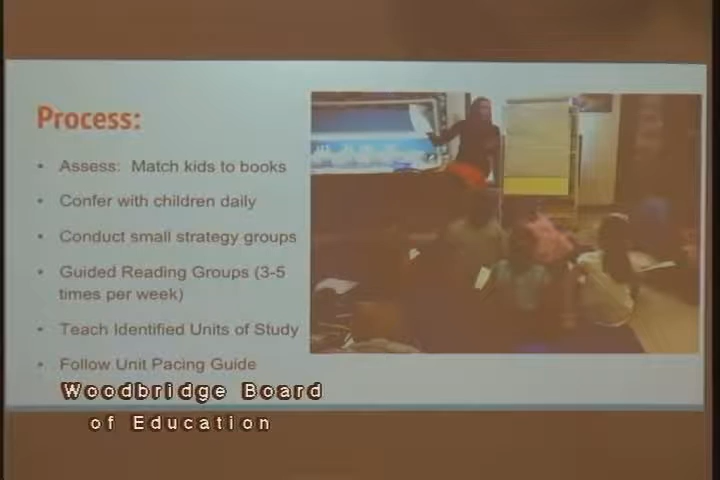 Process:
• Assess: Match kids to books
• Confer with children daily
• Conduct small strategy groups
• Guided Reading Groups (3-5
times per week)
• Teach Identified Units of Study
• Follow Unit Pacing Guide
Woodbridge Board
of Education